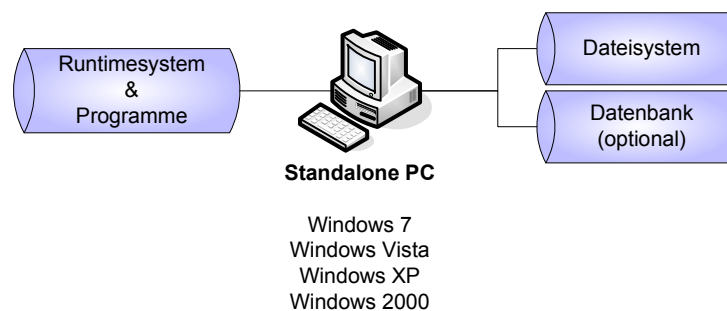 Runtimesystem
&
Programme
Dateisystem
Datenbank
(optional)
Standalone PC
Windows 7
Windows Vista
Windows XP
Windows 2000